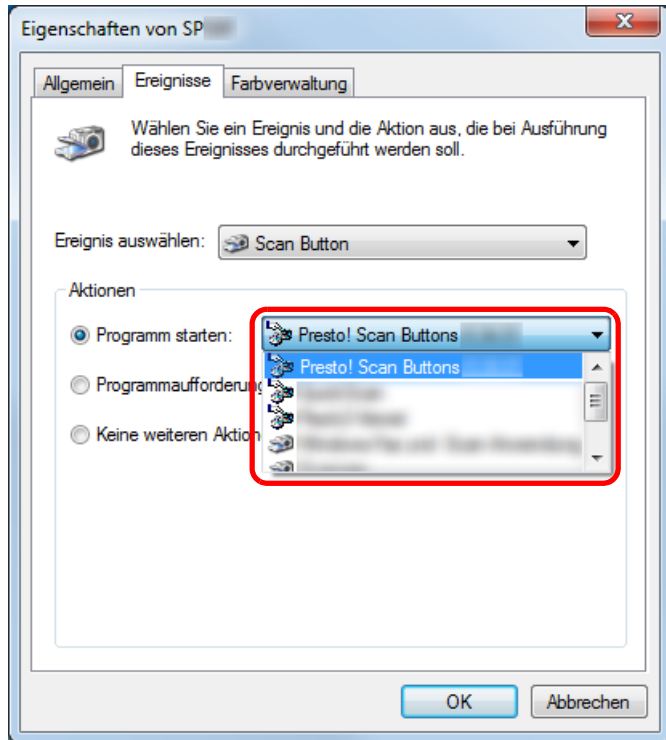 Eigenschaften von SP
Allgemein Ereignisse Farbverwaltung
Wählen Sie ein Ereignis und die Aktion aus, die bei Ausführung
dieses Ereignisses durchgeführt werden soll.
Ereignis auswählen: Scan Button
Aktionen
Programm starten: Presto! Scan Buttons
Presto! Scan Buttons
Programmaufforderung
Keine weiteren Aktion
OK Abbrechen